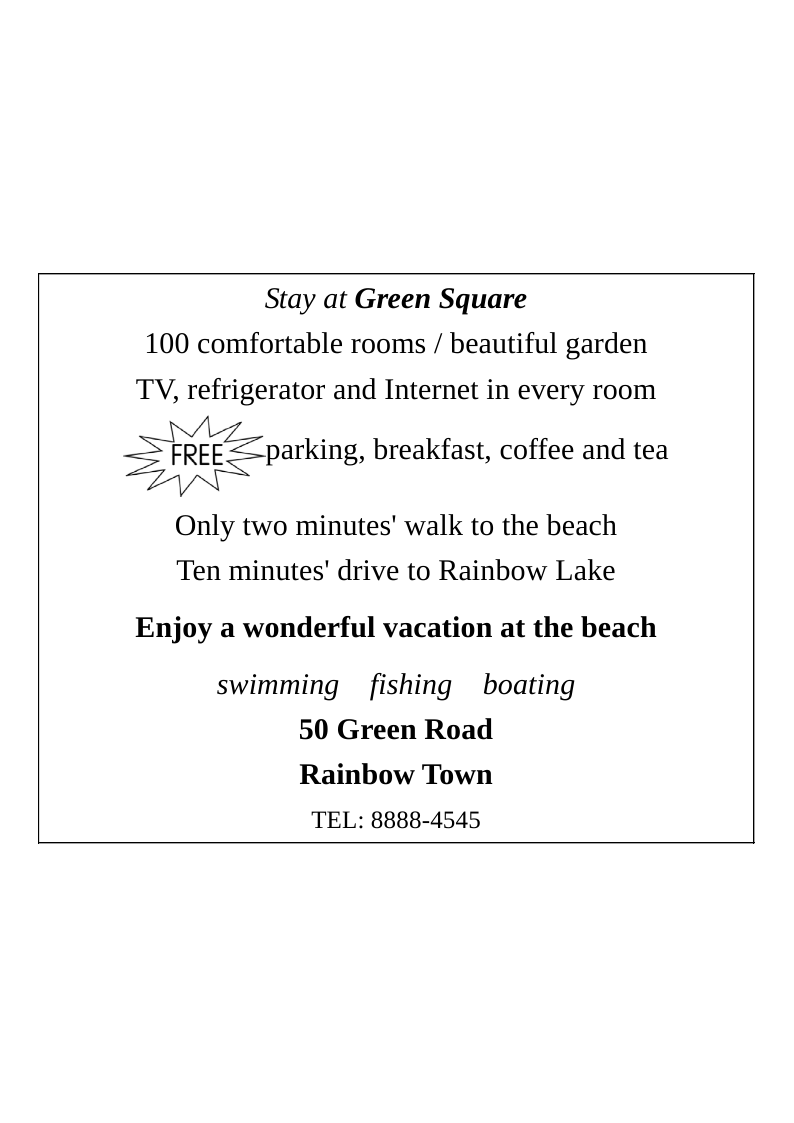 Stay at Green Square
100 comfortable rooms / beautiful garden
TV, refrigerator and Internet in every room
FREE parking, breakfast, coffee and tea
Only two minutes' walk to the beach
Ten minutes' drive to Rainbow Lake
Enjoy a wonderful vacation at the beach
swimming fishing boating
50 Green Road
Rainbow Town
TEL: 8888-4545